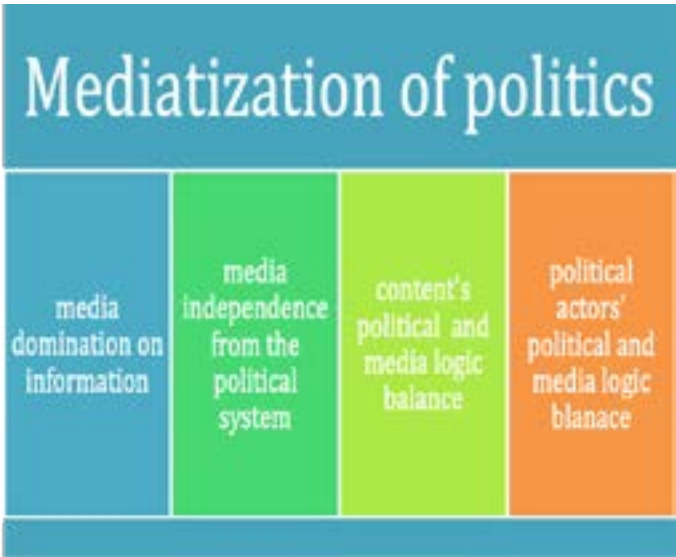 Mediatization of politics
media
domination on
information
media
independence
from the
political
system
content's
political and
media logic
balance
political
actors'
political and
media logic
blanace